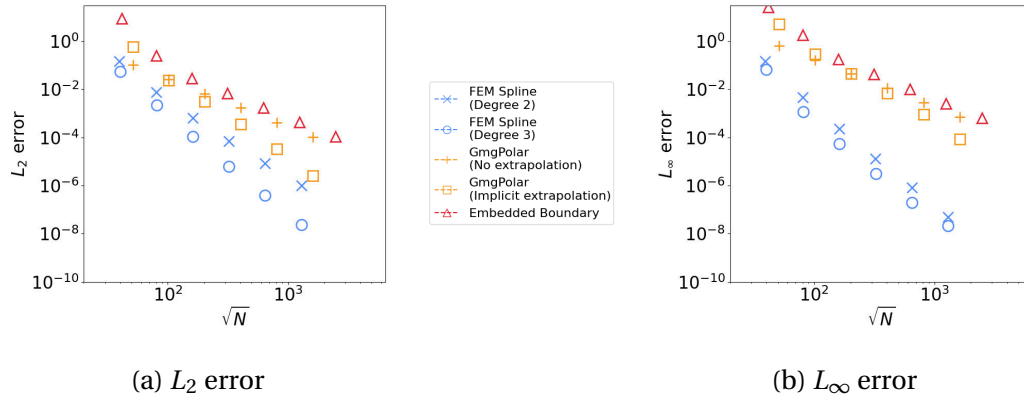 10^0
10^{-2}
10^{-4}
10^{-6}
10^{-8}
10^{-10}
L_2 error
10^2
10^3
√N
(a) L_2 error
FEM Spline
(Degree 2)
FEM Spline
(Degree 3)
GmgPolar
(No extrapolation)
GmgPolar
(Implicit extrapolation)
Embedded Boundary
10^0
10^{-2}
10^{-4}
10^{-6}
10^{-8}
10^{-10}
L_∞ error
10^2
10^3
√N
(b) L_∞ error